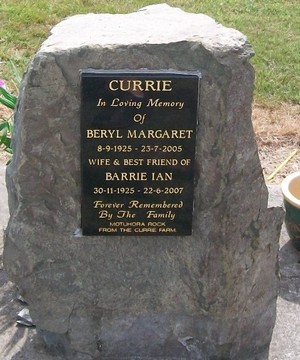 CURRIE
In Loving Memory
Of
BERYL MARGARET
8-9-1925 - 23-7-2005
WIFE & BEST FRIEND OF
BARRIE IAN
30-11-1925 - 22-6-2007
Forever Remembered
By The Family
MOTUHORA ROCK
FROM THE CURRIE FARM